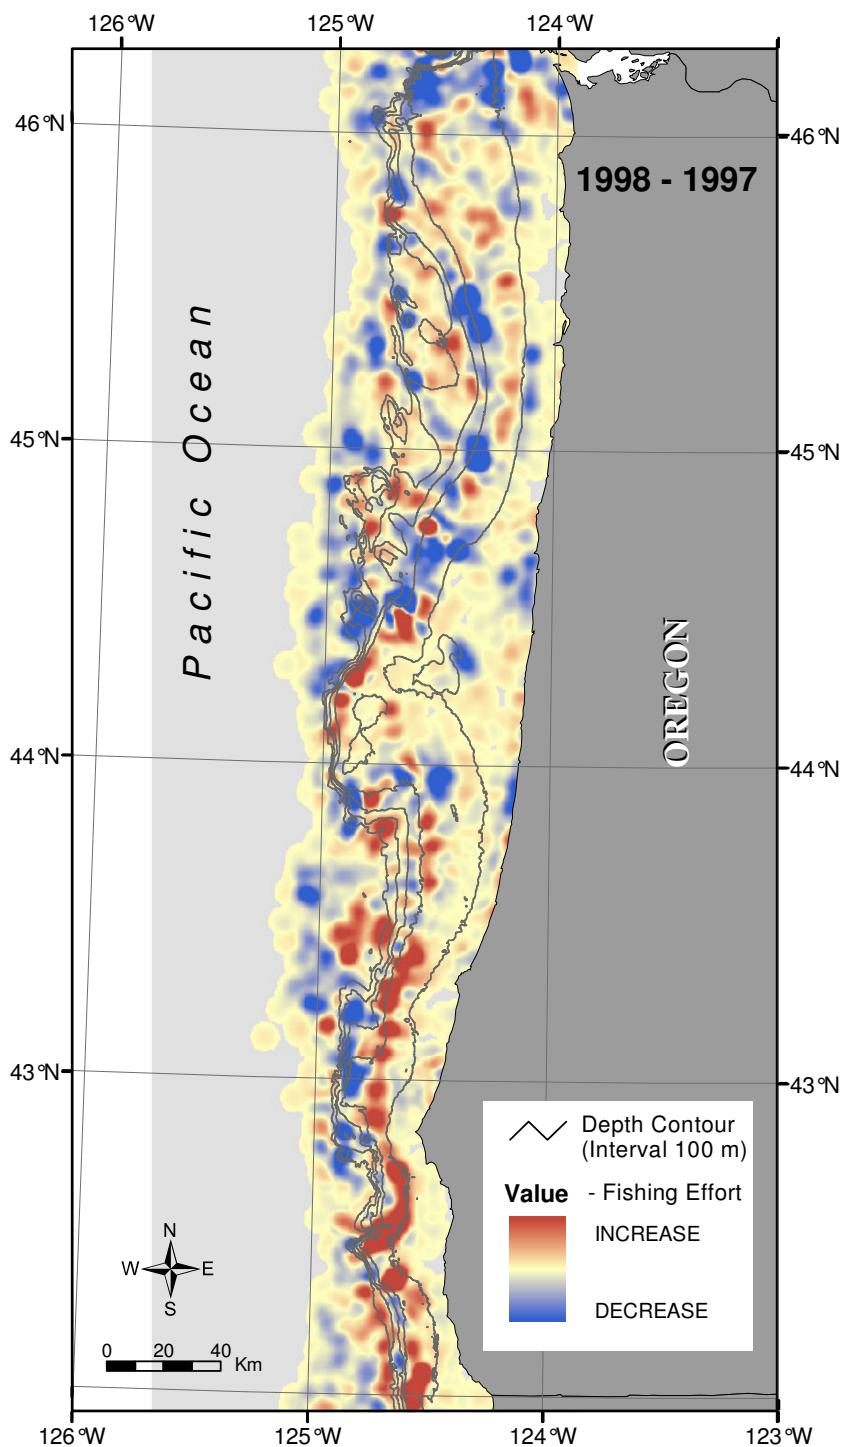 126°W 125°W 124°W
46°N 46°N
1998 - 1997
Pacific Ocean
45°N 45°N
OREGON
44°N 44°N
43°N 43°N
Depth Contour
(Interval 100 m)
Value - Fishing Effort
INCREASE
DECREASE
N
W E
S
0 20 40
Km
126°W 125°W 124°W 123°W